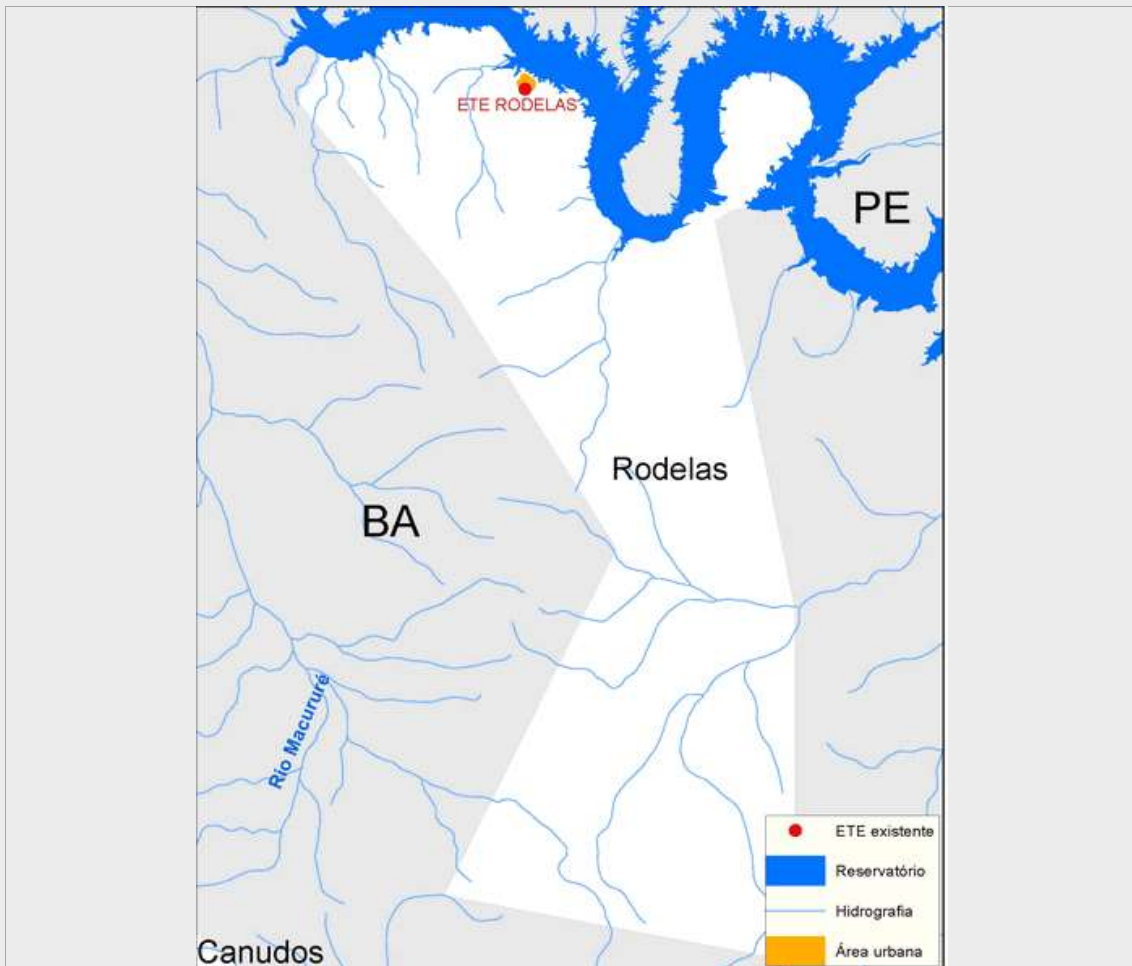 ETE RODELAS
PE
Rodelas
BA
Rio Macururé
ETE existente
Reservatório
Hidrografia
Área urbana
Canudos